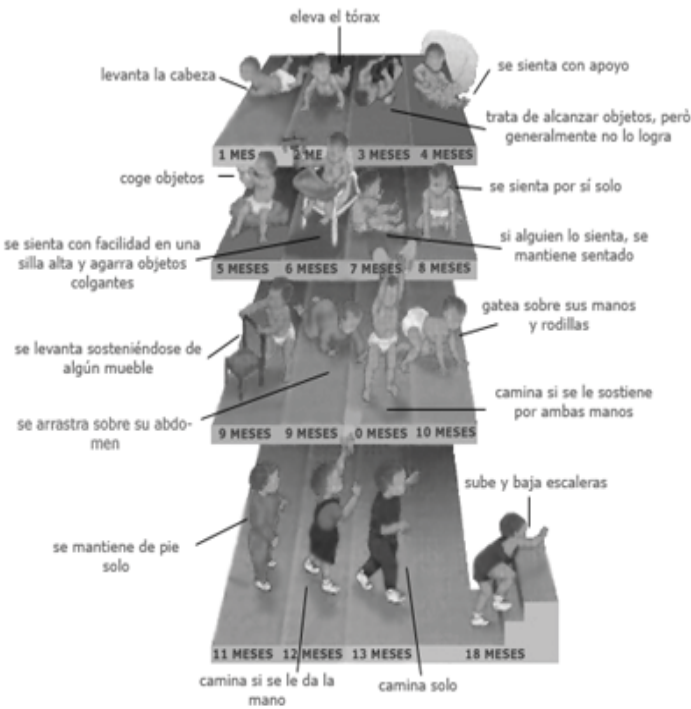 eleva el tórax
levanta la cabeza
se sienta con apoyo
trata de alcanzar objetos, però
generalmente no lo logra
1 MES 2 ME 3 MESES 4 MESES
coge objetos
se sienta por sí solo
se sienta con facilidad en una
silla alta y agarra objetos
colgantes
si alguien lo sienta, se
mantiene sentado
5 MESES 6 MESES 7 MESES 8 MESES
gatea sobre sus manos
y rodillas
se levanta sosteniéndose de
algún mueble
camina si se le sostiene
por ambas manos
se arrastra sobre su abdo-
men
9 MESES 9 MESES 0 MESES 10 MESES
sube y baja escaleras
se mantiene de pie
solo
11 MESES 12 MESES 13 MESES 18 MESES
camina si se le da la
mano
camina solo